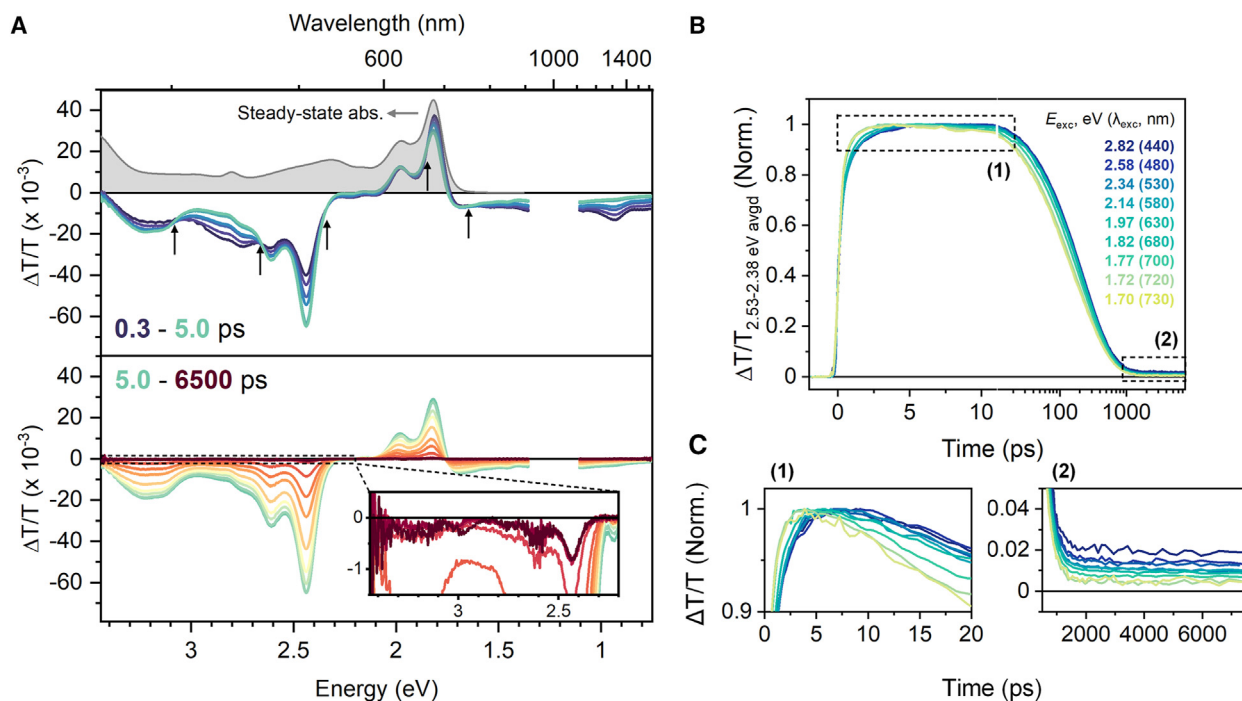 A
Wavelength (nm)
600 1000 1400
Steady-state abs.
40
20
0
-20
-40
-60
ΔT/T (x 10⁻³)
0.3 - 5.0 ps
5.0 - 6500 ps
40
20
0
-20
-40
-60
ΔT/T (x 10⁻³)
0
-1
3 2.5
3 2.5 2 1.5 1
Energy (eV)
B
ΔT/T2.53-2.38 eV avgd (Norm.)
1
0.8
0.6
0.4
0.2
0
Eexc, eV (λexc, nm)
2.82 (440)
2.58 (480)
2.34 (530)
2.14 (580)
1.97 (630)
1.82 (680)
1.77 (700)
1.72 (720)
1.70 (730)
(1)
(2)
0 5 10 100 1000
Time (ps)
C
(1)
ΔT/T (Norm.)
1
0.9
0 5 10 15 20
(2)
0.04
0.02
0
2000 4000 6000
Time (ps)